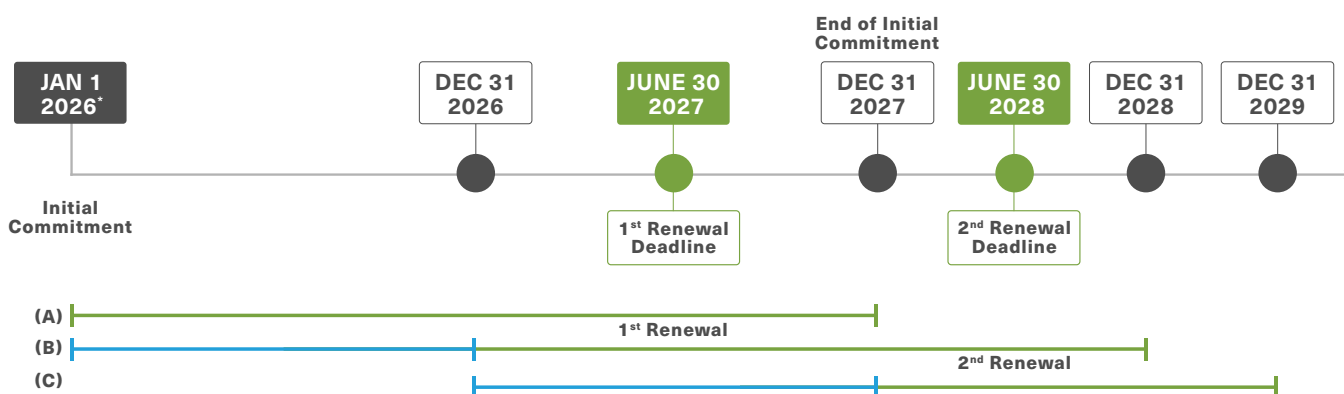 End of Initial
Commitment
JAN 1
2026*
DEC 31
2026
JUNE 30
2027
DEC 31
2027
JUNE 30
2028
DEC 31
2028
DEC 31
2029
Initial
Commitment
1st Renewal
Deadline
2nd Renewal
Deadline
(A)
1st Renewal
(B)
2nd Renewal
(C)